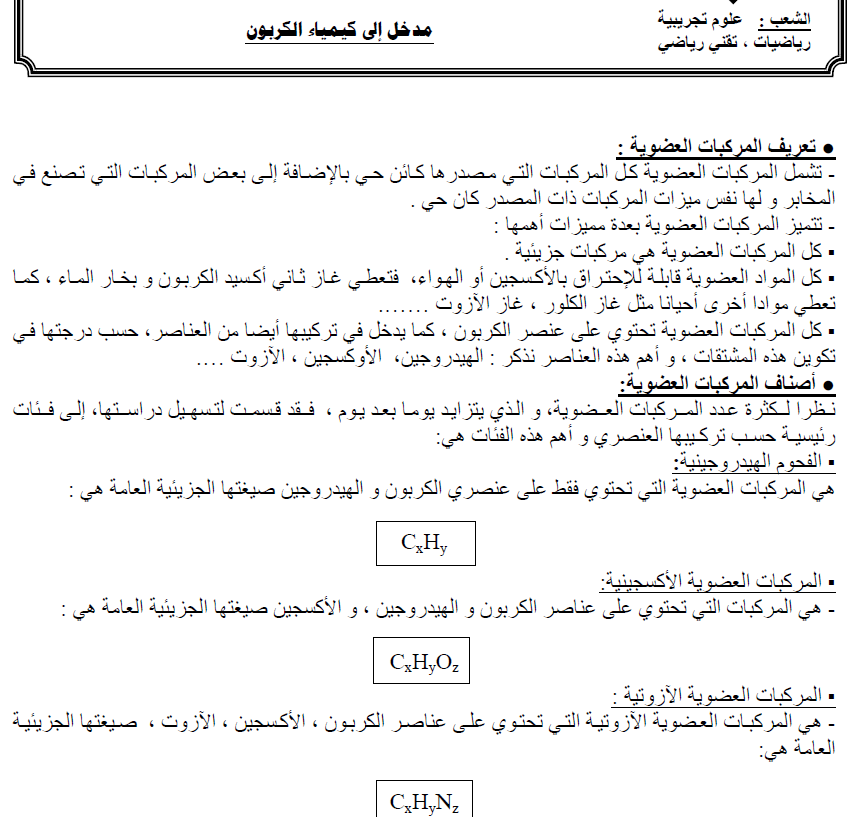 الشعب : علوم تجريبية
رياضيات ، تقني رياضي
مدخل إلى كيمياء الكربون
● تعريف المركبات العضوية :
- تشمل المركبات العضوية كل المركبات التي مصدرها كائن حي بالإضافة إلى بعض المركبات التي تصنع في
المخابر و لها نفس ميزات المركبات ذات المصدر كان حي .
- تتميز المركبات العضوية بعدة مميزات أهمها :
▪ كل المركبات العضوية هي مركبات جزيئية .
▪ كل المواد العضوية قابلة للإحتراق بالأكسجين أو الهواء، فتعطي غاز ثاني أكسيد الكربون و بخار الماء ، كما
تعطي موادا أخرى أحيانا مثل غاز الكلور ، غاز الآزوت .......
▪ كل المركبات العضوية تحتوي على عنصر الكربون ، كما يدخل في تركيبها أيضا من العناصر، حسب درجتها في
تكوين هذه المشتقات ، و أهم هذه العناصر نذكر : الهيدروجين، الأوكسجين ، الآزوت ....
● أصناف المركبات العضوية:
نظرا لكثرة عدد المركبات العضوية، و الذي يتزايد يوما بعد يوم ، فقد قسمت لتسهيل دراستها، إلى فئات
رئيسية حسب تركيبها العنصري و أهم هذه الفئات هي:
▪ الفحوم الهيدروجينية:
هي المركبات العضوية التي تحتوي فقط على عنصري الكربون و الهيدروجين صيغتها الجزيئية العامة هي :
CxHy
▪ المركبات العضوية الأكسجينية:
- هي المركبات التي تحتوي على عناصر الكربون و الهيدروجين ، و الأكسجين صيغتها الجزيئية العامة هي :
CxHyOz
▪ المركبات العضوية الآزوتية :
- هي المركبات العضوية الآزوتية التي تحتوي على عناصر الكربون ، الأكسجين ، الآزوت ، صيغتها الجزيئية
العامة هي:
CxHyNz